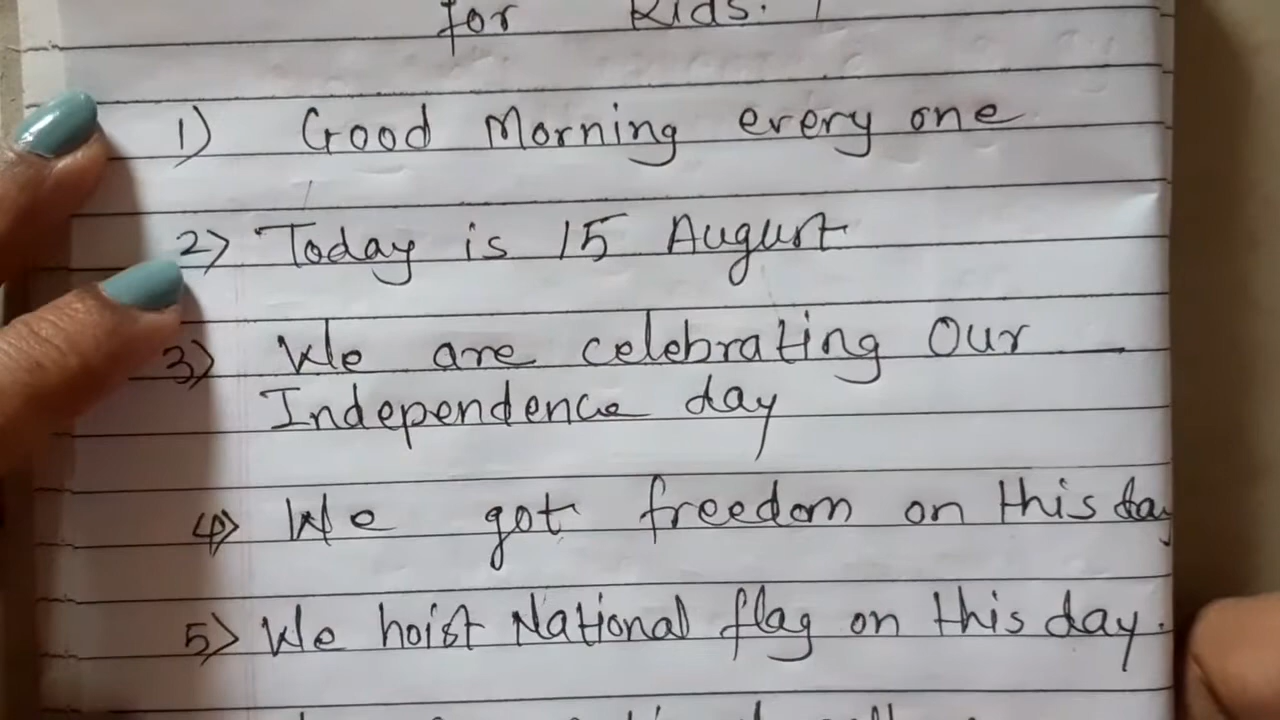 for Kids.
1) Good Morning every one
2) Today is 15 August
3) We are celebrating Our
Independence day
4) We got freedom on this day
5) We hoist National flag on this day.